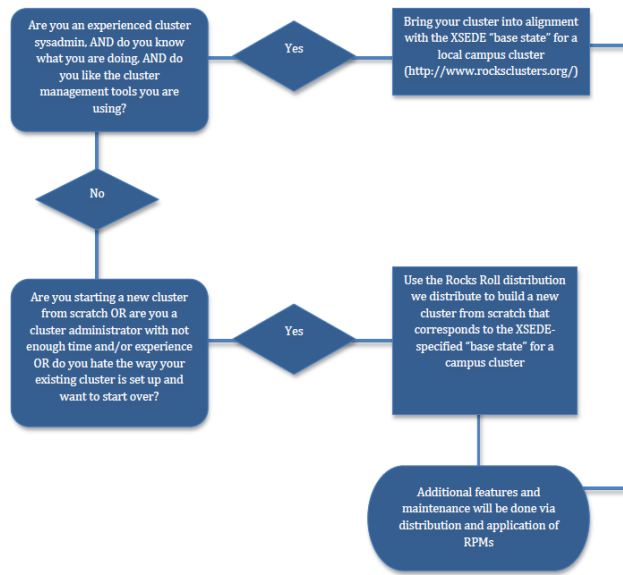 Are you an experienced cluster
sysadmin, AND do you know
what you are doing, AND do
you like the cluster
management tools you are
using?
Yes
Bring your cluster into alignment
with the XSEDE “base state” for a
local campus cluster
(http://www.rocksclusters.org/)
No
Are you starting a new cluster
from scratch OR are you a
cluster administrator with not
enough time and/or experience
OR do you hate the way your
existing cluster is set up and
want to start over?
Yes
Use the Rocks Roll distribution
we distribute to build a new
cluster from scratch that
corresponds to the XSEDE-
specified “base state” for a
campus cluster
Additional features and
maintenance will be done via
distribution and application of
RPMs